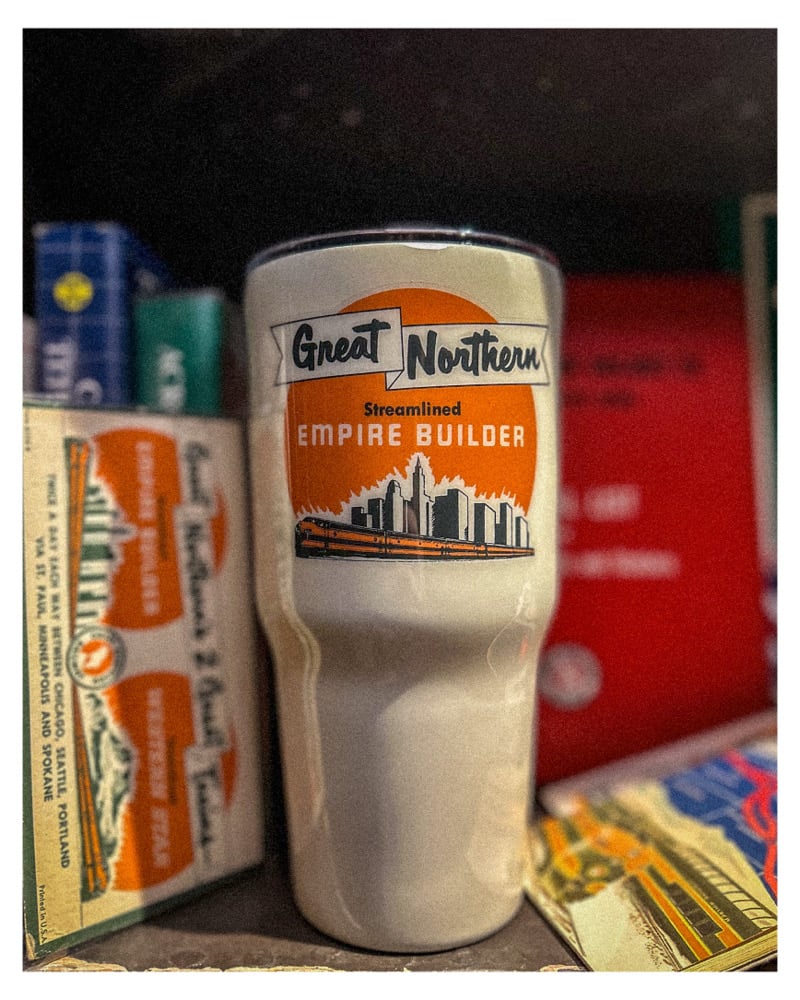 Great Northern
Streamlined
EMPIRE BUILDER
Great Northern's 2 Great Trains
EMPIRE BUILDER
WESTERN STAR
TWICE A DAY EACH WAY BETWEEN CHICAGO, SEATTLE, PORTLAND
VIA ST. PAUL, MINNEAPOLIS AND SPOKANE
Printed in U.S.A.